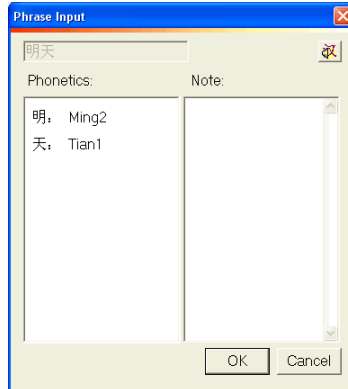 Phrase Input
明天
Phonetics: Note:
明： Ming2
天： Tian1
OK Cancel